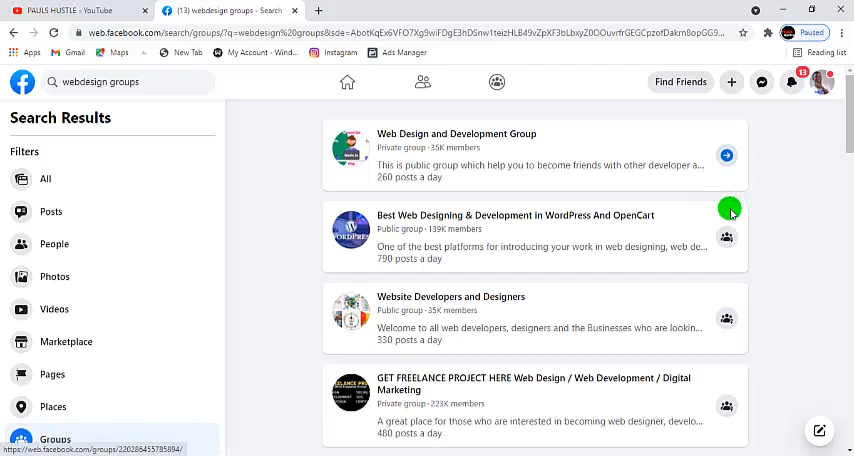 PAULS HUSTLE - YouTube
(13) webdesign groups - Search R
web.facebook.com/search/groups/?q=webdesign%20groups&sde=
Paused
Apps
Gmail
Maps
New Tab
My Account - Wind...
Instagram
Ads Manager
Reading list
webdesign groups
Find Friends
13
Search Results
Filters
All
Posts
People
Photos
Videos
Marketplace
Pages
Places
Groups
Web Design and Development Group
Private group · 35K members
This is public group which help you to become friends with other developer a...
260 posts a day
Best Web Designing & Development in WordPress And OpenCart
Public group · 139K members
One of the best platforms for introducing your work in web designing, web de...
790 posts a day
Website Developers and Designers
Public group · 35K members
Welcome to all web developers, designers and the Businesses who are lookin...
330 posts a day
GET FREELANCE PROJECT HERE Web Design / Web Development / Digital
Marketing
Private group · 223K members
A great place for those who are interested in becoming web designer, develo...
480 posts a day
https://web.facebook.com/groups/220286455785894/